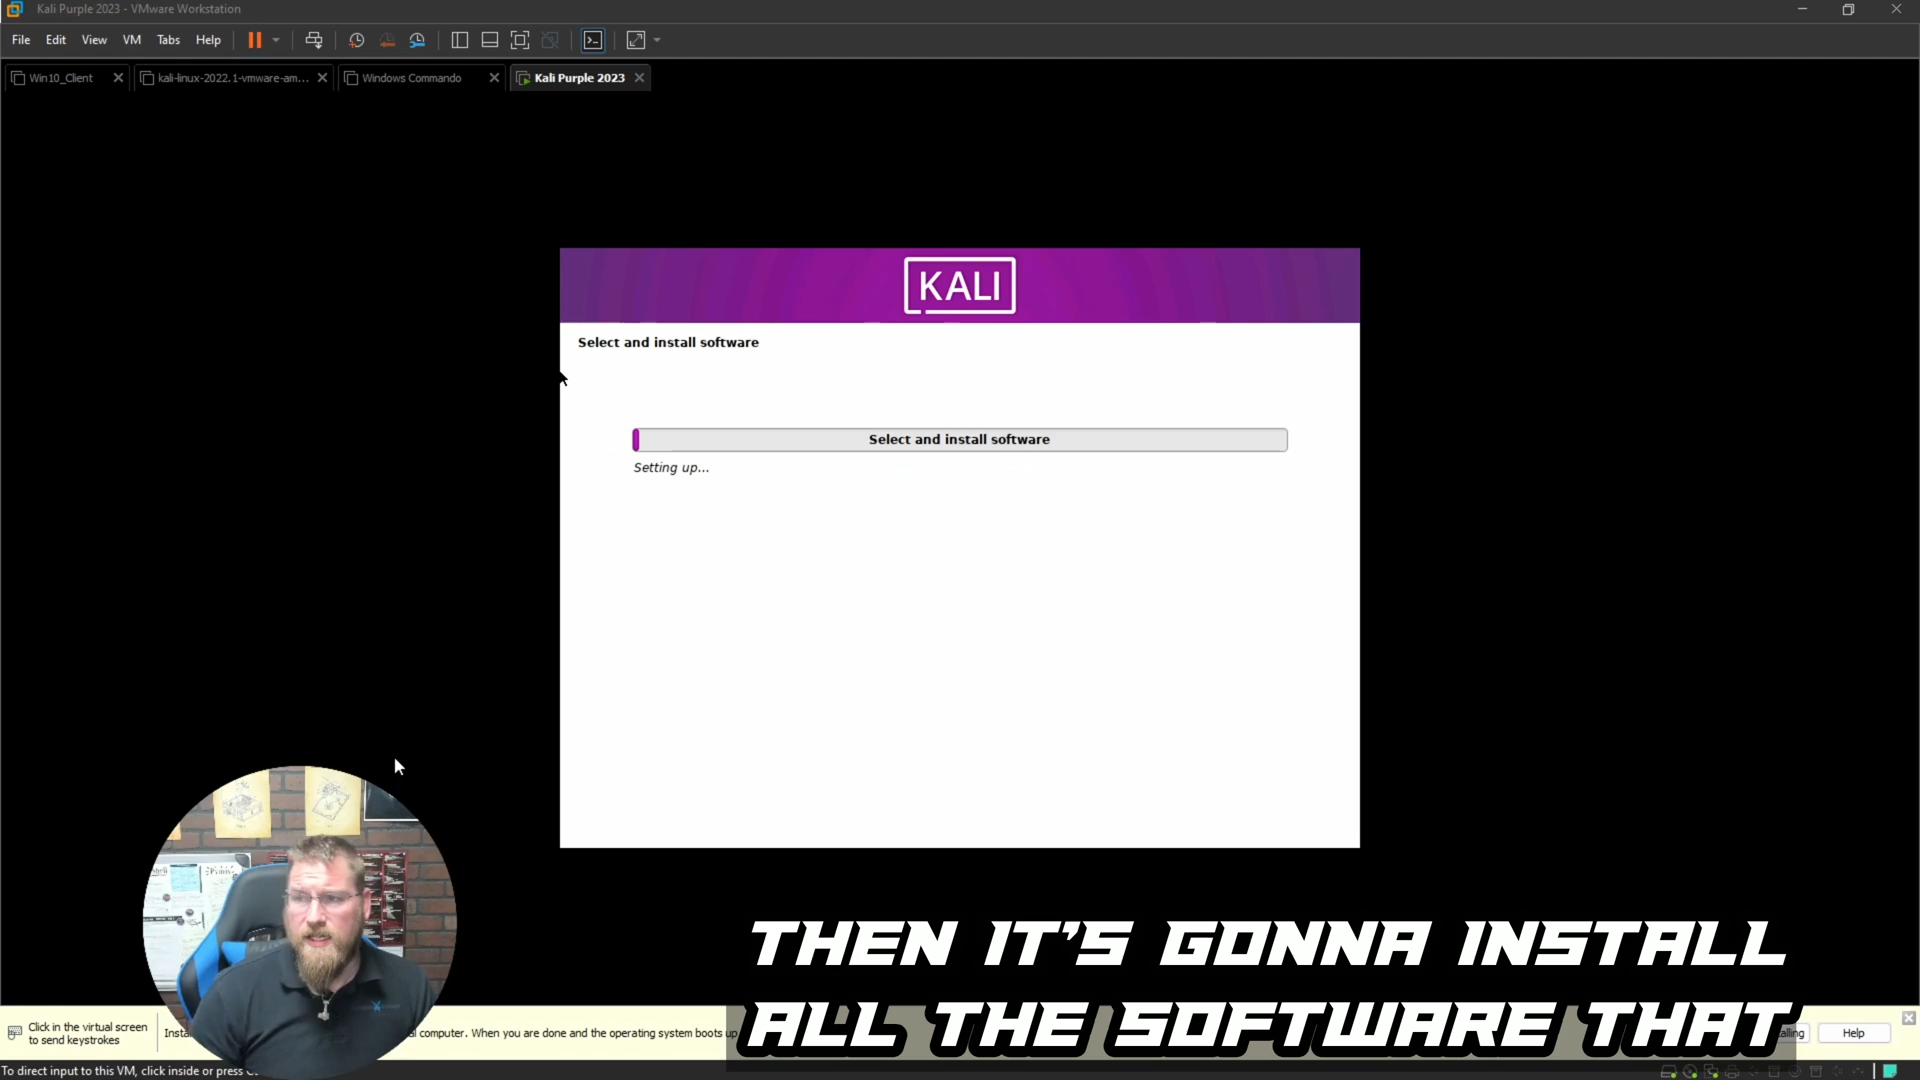 Kali Purple 2023 - VMware Workstation
File Edit View VM Tabs Help
Win10_Client
kali-linux-2022.1-vmware-am...
Windows Commando
Kali Purple 2023
KALI
Select and install software
Select and install software
Setting up...
THEN IT'S GONNA INSTALL
ALL THE SOFTWARE THAT
Click in the virtual screen
to send keystrokes
computer. When you are done and the operating system boots up
Help
To direct input to this VM, click inside or press